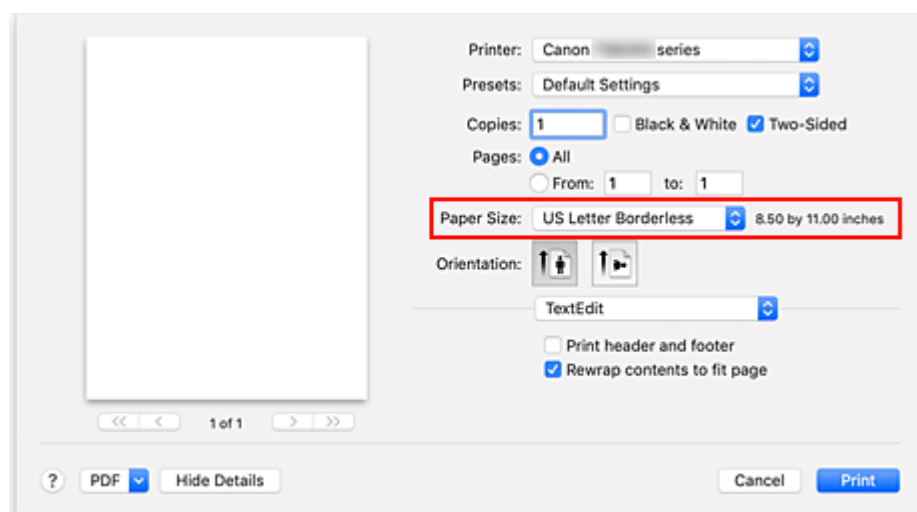 Printer: Canon series
Presets: Default Settings
Copies: 1 Black & White Two-Sided
Pages: All
From: 1 to: 1
Paper Size: US Letter Borderless 8.50 by 11.00 inches
Orientation:
TextEdit
Print header and footer
Rewrap contents to fit page
<< < 1 of 1 > >>
? PDF Hide Details Cancel Print